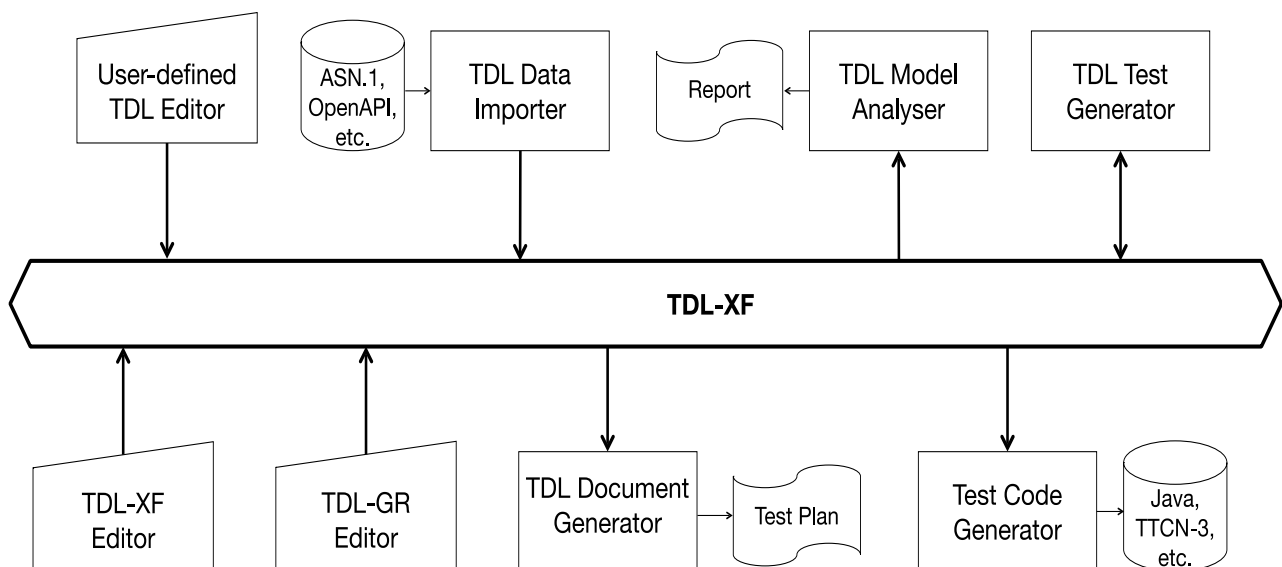 User-defined
TDL Editor
ASN.1,
OpenAPI,
etc.
TDL Data
Importer
Report
TDL Model
Analyser
TDL Test
Generator
TDL-XF
TDL-XF
Editor
TDL-GR
Editor
TDL Document
Generator
Test Plan
Test Code
Generator
Java,
TTCN-3,
etc.